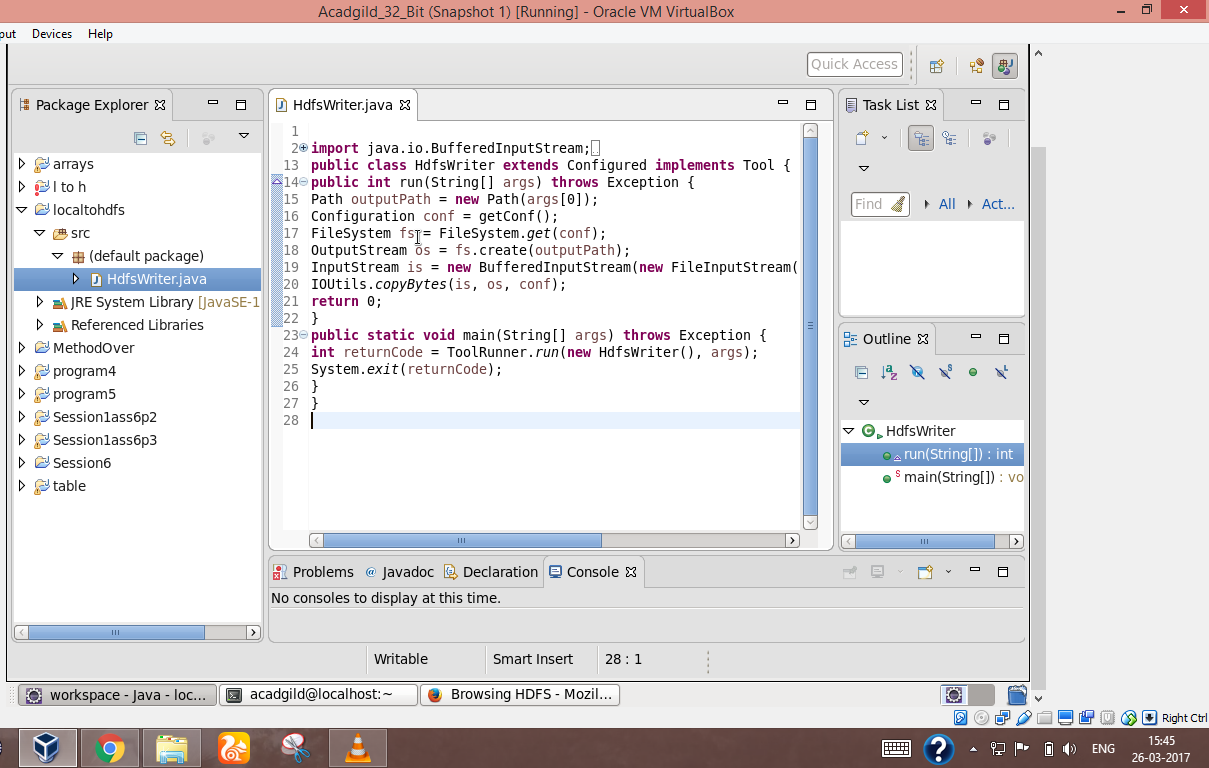 Acadgild_32_Bit (Snapshot 1) [Running] - Oracle VM VirtualBox
put Devices Help
Quick Access
Package Explorer
arrays
I to h
localtohdfs
src
(default package)
HdfsWriter.java
JRE System Library [JavaSE-1
Referenced Libraries
MethodOver
program4
program5
Session1ass6p2
Session1ass6p3
Session6
table
HdfsWriter.java
1
2 import java.io.BufferedInputStream;
13 public class HdfsWriter extends Configured implements Tool {
14 public int run(String[] args) throws Exception {
15 Path outputPath = new Path(args[0]);
16 Configuration conf = getConf();
17 FileSystem fs = FileSystem.get(conf);
18 OutputStream os = fs.create(outputPath);
19 InputStream is = new BufferedInputStream(new FileInputStream(
20 IOUtils.copyBytes(is, os, conf);
21 return 0;
22 }
23 public static void main(String[] args) throws Exception {
24 int returnCode = ToolRunner.run(new HdfsWriter(), args);
25 System.exit(returnCode);
26 }
27 }
28
Task List
Find All Act...
Outline
HdfsWriter
run(String[]) : int
main(String[]) : vo
Problems @ Javadoc Declaration Console
No consoles to display at this time.
Writable Smart Insert 28 : 1
workspace - Java - loc... acadgild@localhost:~ Browsing HDFS - Mozil...
Right Ctrl
ENG 15:45
26-03-2017